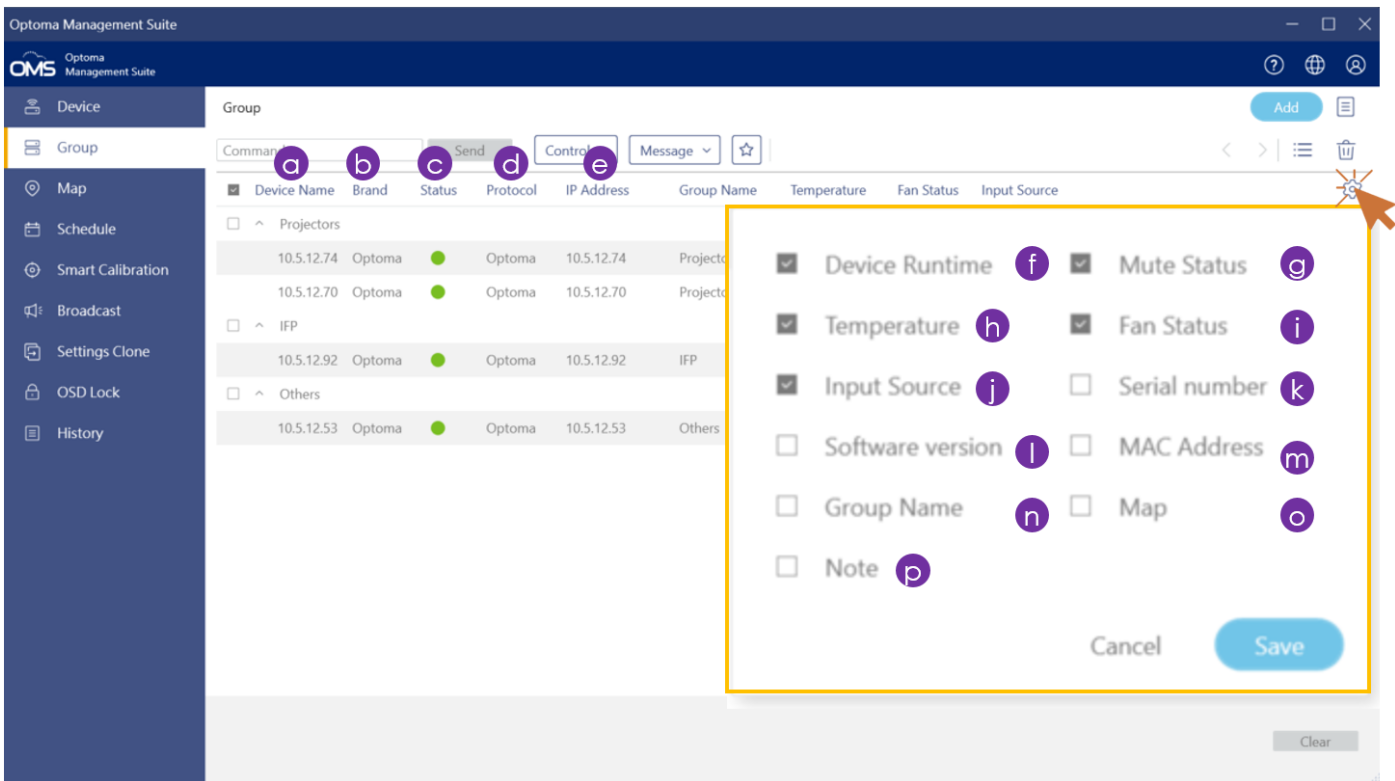 Optoma Management Suite
OMS Optoma Management Suite
Device
Group
Map
Schedule
Smart Calibration
Broadcast
Settings Clone
OSD Lock
History
Group
Add
Send
Control
Message
a b c d e
Device Name Brand Status Protocol IP Address Group Name Temperature Fan Status Input Source
Projectors
10.5.12.74 Optoma Optoma 10.5.12.74
10.5.12.70 Optoma Optoma 10.5.12.70
IFP
10.5.12.92 Optoma Optoma 10.5.12.92 IFP
Others
10.5.12.53 Optoma Optoma 10.5.12.53 Others
Device Runtime f Mute Status g
Temperature h Fan Status i
Input Source j Serial number k
Software version l MAC Address m
Group Name n Map o
Note p
Cancel Save
Clear